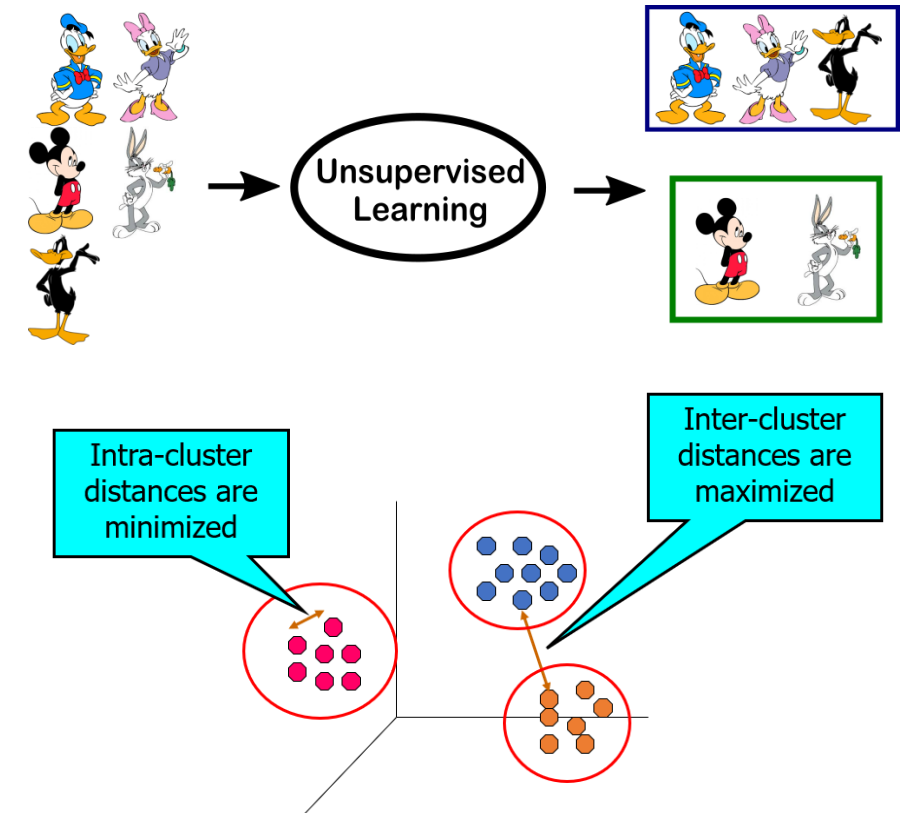 Unsupervised
Learning
Intra-cluster
distances are
minimized
Inter-cluster
distances are
maximized